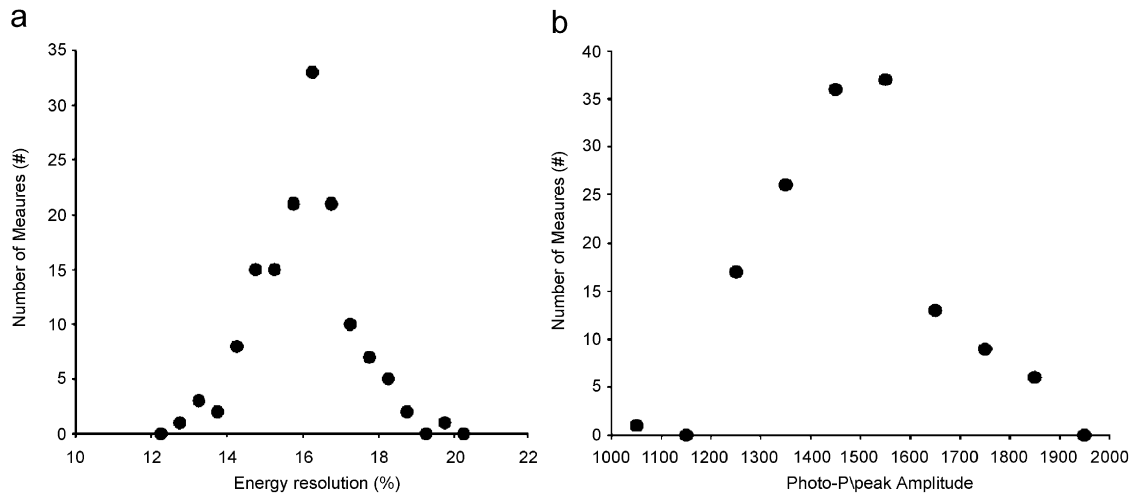 a
35
30
25
20
15
10
5
0
Number of Meaures (#)
10 12 14 16 18 20 22
Energy resolution (%)
b
40
35
30
25
20
15
10
5
0
Number of Meaures (#)
1000 1100 1200 1300 1400 1500 1600 1700 1800 1900 2000
Photo-P\peak Amplitude